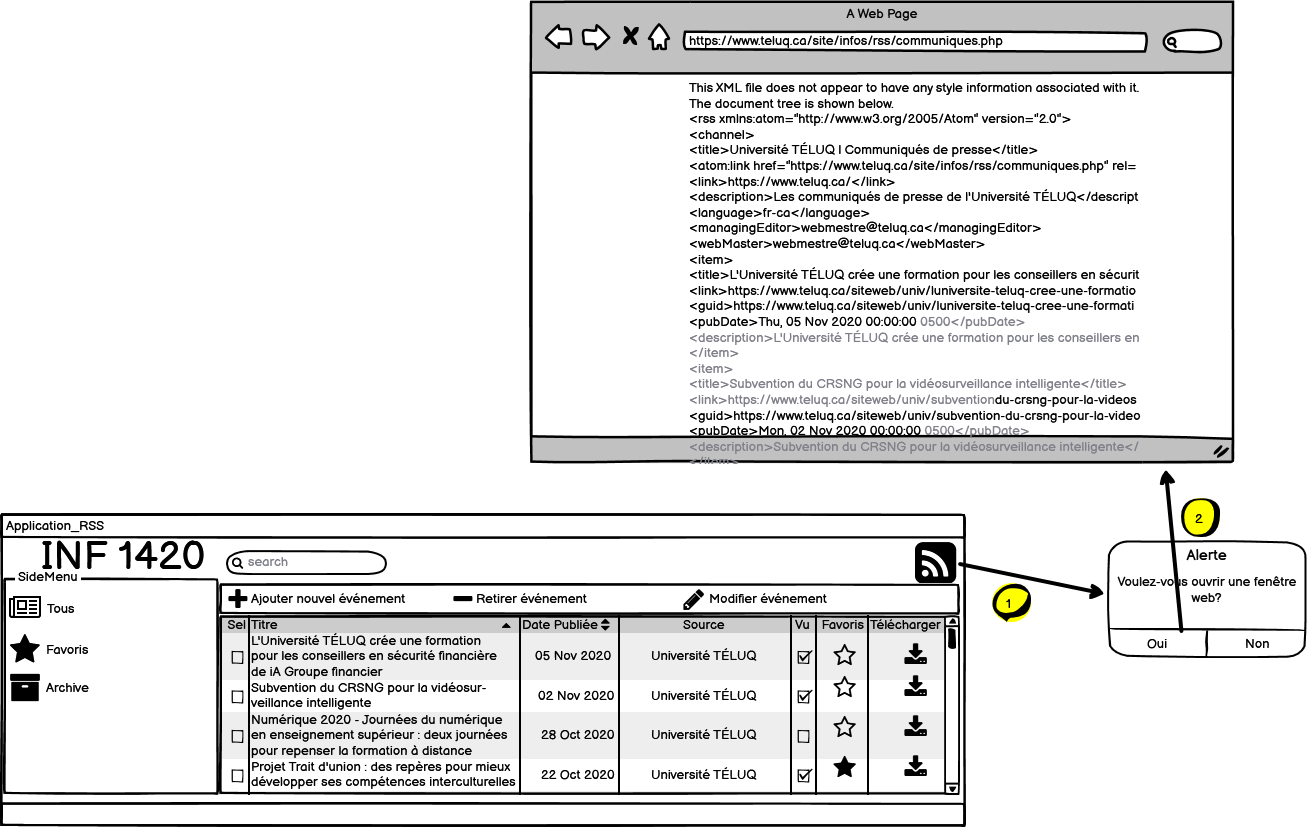 A Web Page
https://www.teluq.ca/site/infos/rss/communiques.php
This XML file does not appear to have any style information associated with it.
The document tree is shown below.
<rss xmlns:atom="http://www.w3.org/2005/Atom" version="2.0">
<channel>
<title>Université TÉLUQ | Communiqués de presse</title>
<atom:link href="https://www.teluq.ca/site/infos/rss/communiques.php" rel=
<link>https://www.teluq.ca/</link>
<description>Les communiqués de presse de l'Université TÉLUQ</descript
<language>fr-ca</language>
<managingEditor>webmestre@teluq.ca</managingEditor>
<webMaster>webmestre@teluq.ca</webMaster>
<item>
<title>L'Université TÉLUQ crée une formation pour les conseillers en sécurit
<link>https://www.teluq.ca/siteweb/univ/luniversite-teluq-cree-une-formatio
<guid>https://www.teluq.ca/siteweb/univ/luniversite-teluq-cree-une-formati
<pubDate>Thu, 05 Nov 2020 00:00:00 0500</pubDate>
<description>L'Université TÉLUQ crée une formation pour les conseillers en
</item>
<item>
<title>Subvention du CRSNG pour la vidéosurveillance intelligente</title>
<link>https://www.teluq.ca/siteweb/univ/subventiondu-crsng-pour-la-videos
<guid>https://www.teluq.ca/siteweb/univ/subvention-du-crsng-pour-la-video
<pubDate>Mon, 02 Nov 2020 00:00:00 0500</pubDate>
<description>Subvention du CRSNG pour la vidéosurveillance intelligente</
</item>
Application_RSS
INF 1420
search
SideMenu
Tous
Favoris
Archive
Ajouter nouvel événement Retirer événement Modifier événement
Sel Titre Date Publiée Source Vu Favoris Télécharger
L'Université TÉLUQ crée une formation
pour les conseillers en sécurité financière
de iA Groupe financier
05 Nov 2020 Université TÉLUQ
Subvention du CRSNG pour la vidéosur-
veillance intelligente
02 Nov 2020 Université TÉLUQ
Numérique 2020 - Journées du numérique
en enseignement supérieur : deux journées
pour repenser la formation à distance
28 Oct 2020 Université TÉLUQ
Projet Trait d'union : des repères pour mieux
développer ses compétences interculturelles
22 Oct 2020 Université TÉLUQ
1
2
Alerte
Voulez-vous ouvrir une fenêtre
web?
Oui Non